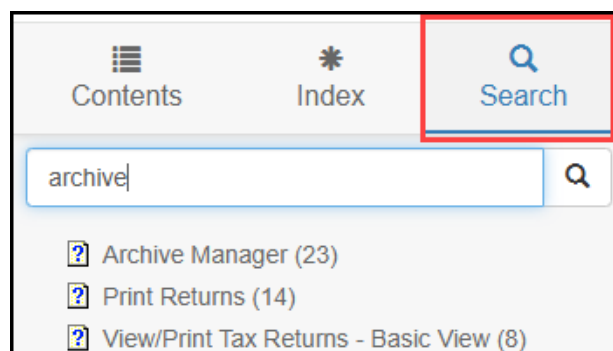 Contents Index Search
archive
Archive Manager (23)
Print Returns (14)
View/Print Tax Returns - Basic View (8)